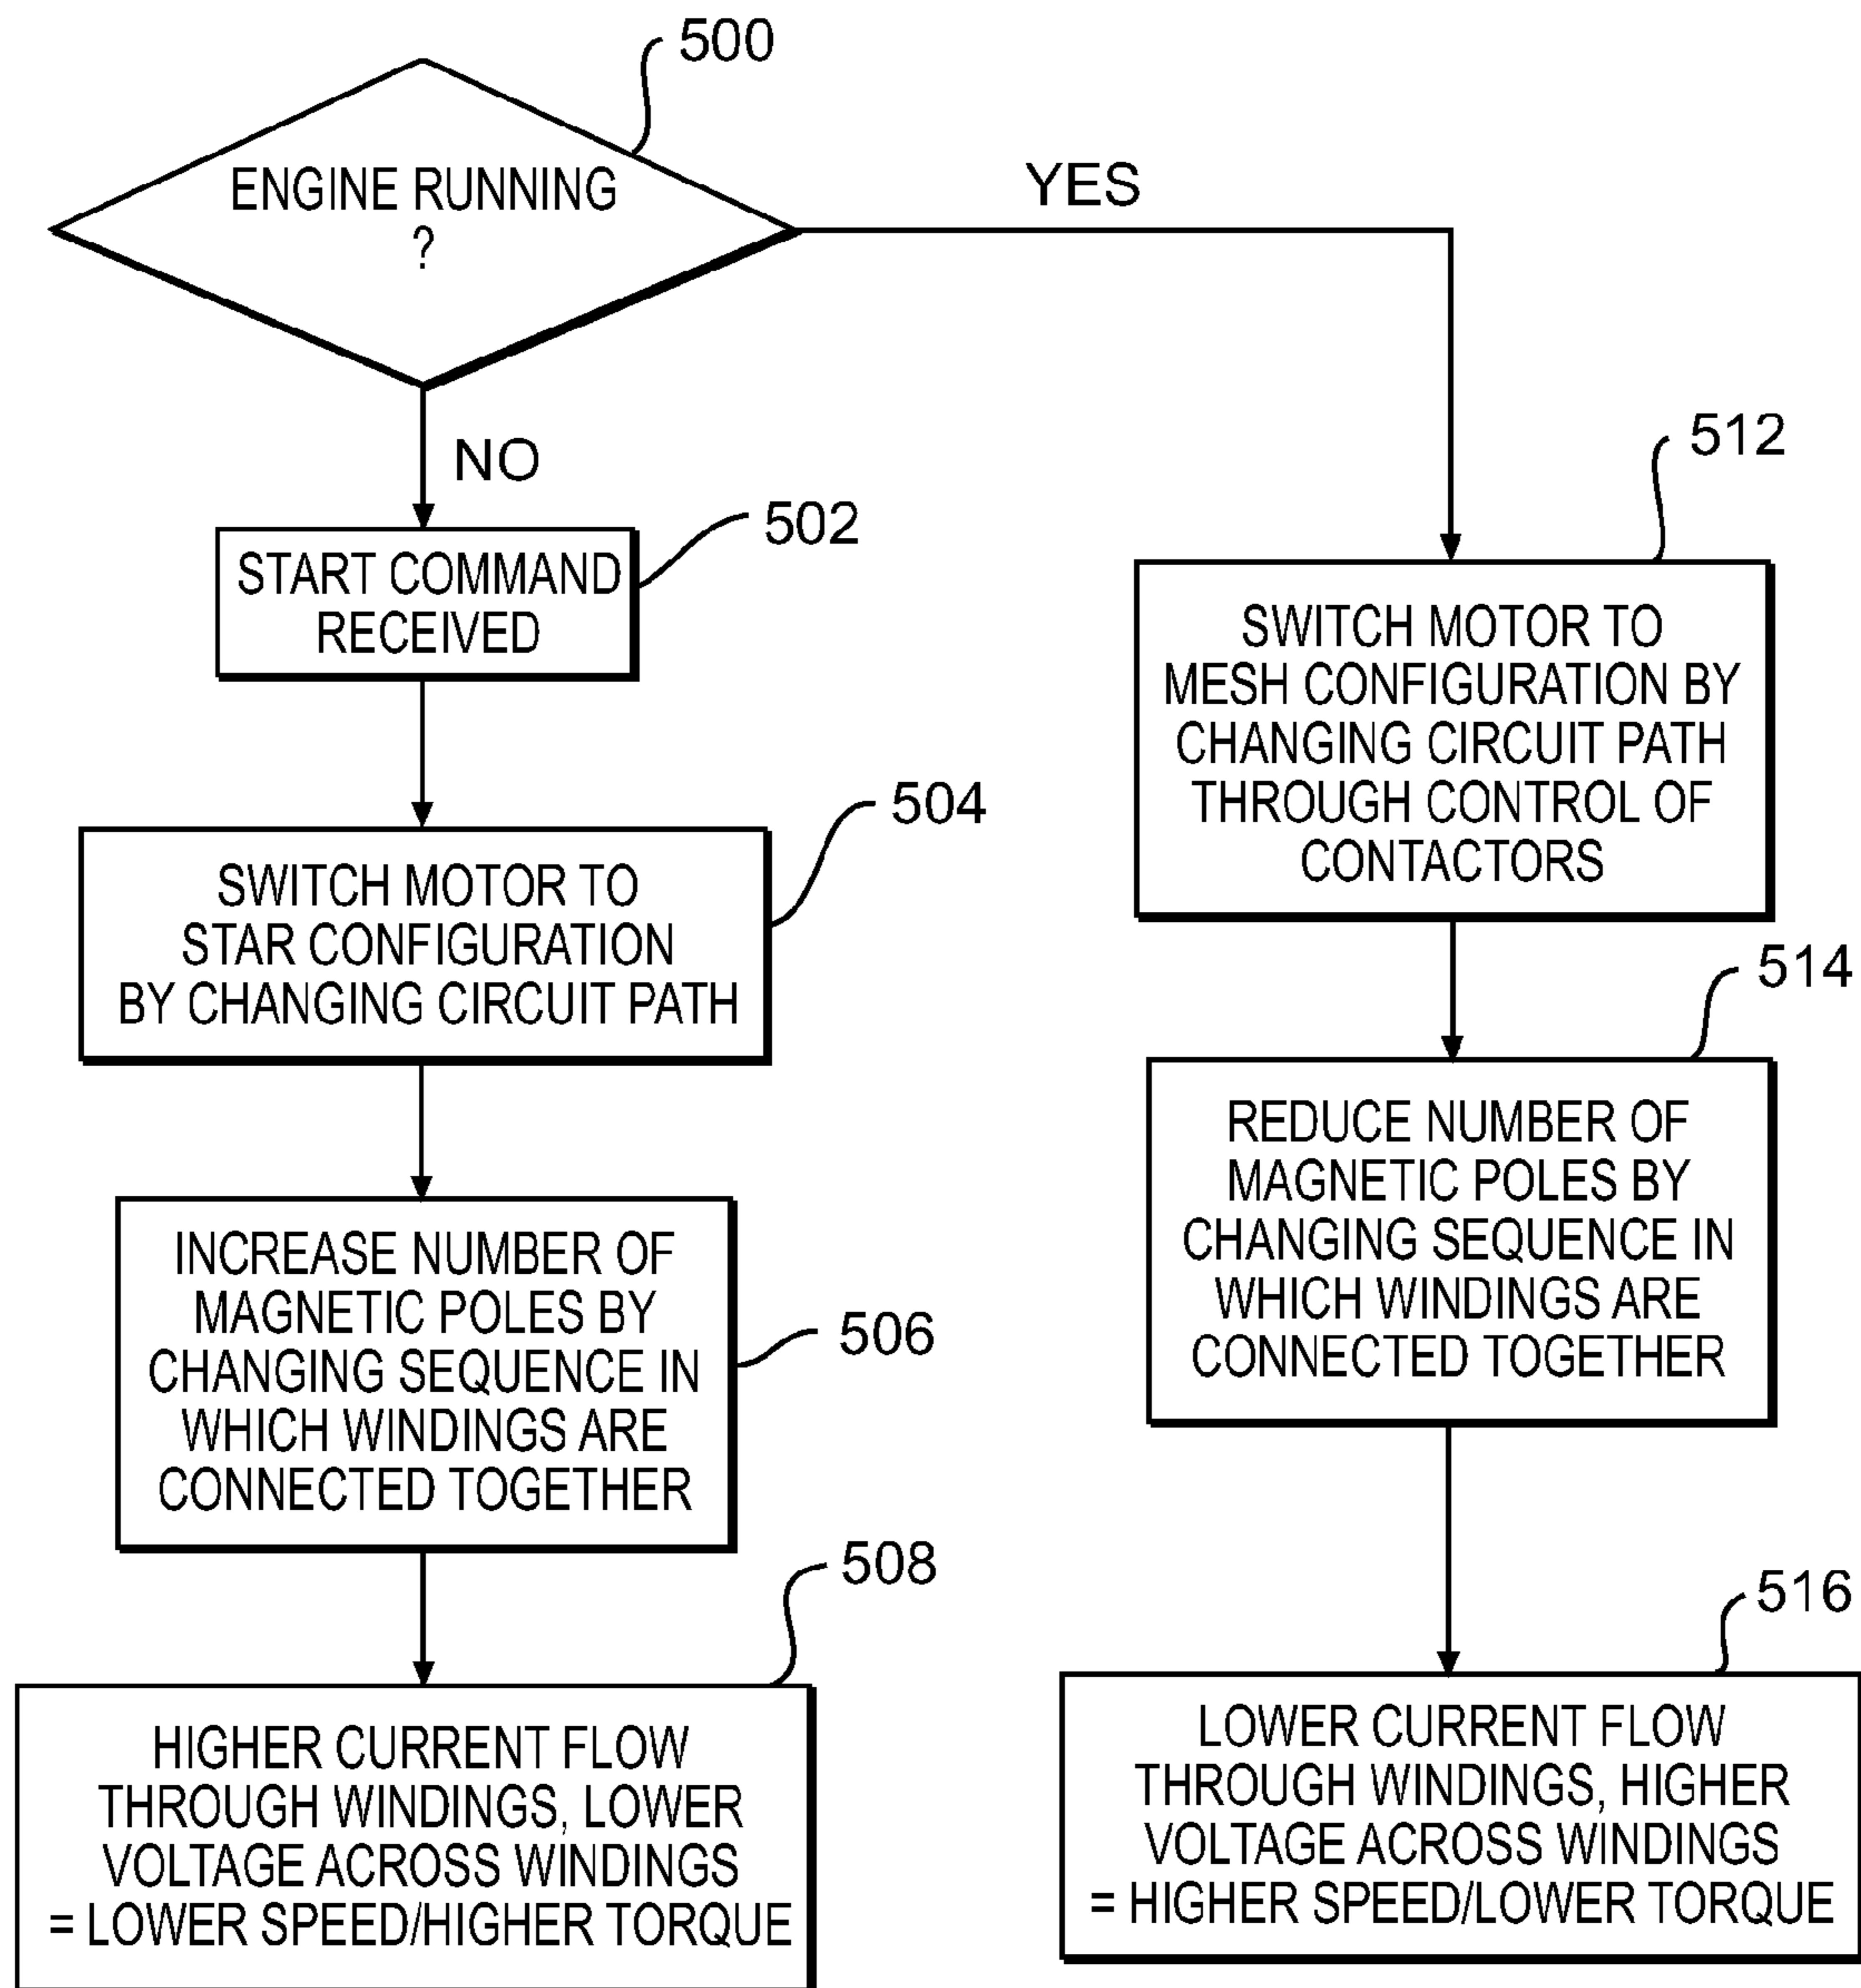 500
ENGINE RUNNING
?
YES
NO
502
START COMMAND
RECEIVED
504
SWITCH MOTOR TO
STAR CONFIGURATION
BY CHANGING CIRCUIT PATH
506
INCREASE NUMBER OF
MAGNETIC POLES BY
CHANGING SEQUENCE IN
WHICH WINDINGS ARE
CONNECTED TOGETHER
508
HIGHER CURRENT FLOW
THROUGH WINDINGS, LOWER
VOLTAGE ACROSS WINDINGS
= LOWER SPEED/HIGHER TORQUE
512
SWITCH MOTOR TO
MESH CONFIGURATION BY
CHANGING CIRCUIT PATH
THROUGH CONTROL OF
CONTACTORS
514
REDUCE NUMBER OF
MAGNETIC POLES BY
CHANGING SEQUENCE IN
WHICH WINDINGS ARE
CONNECTED TOGETHER
516
LOWER CURRENT FLOW
THROUGH WINDINGS, HIGHER
VOLTAGE ACROSS WINDINGS
= HIGHER SPEED/LOWER TORQUE